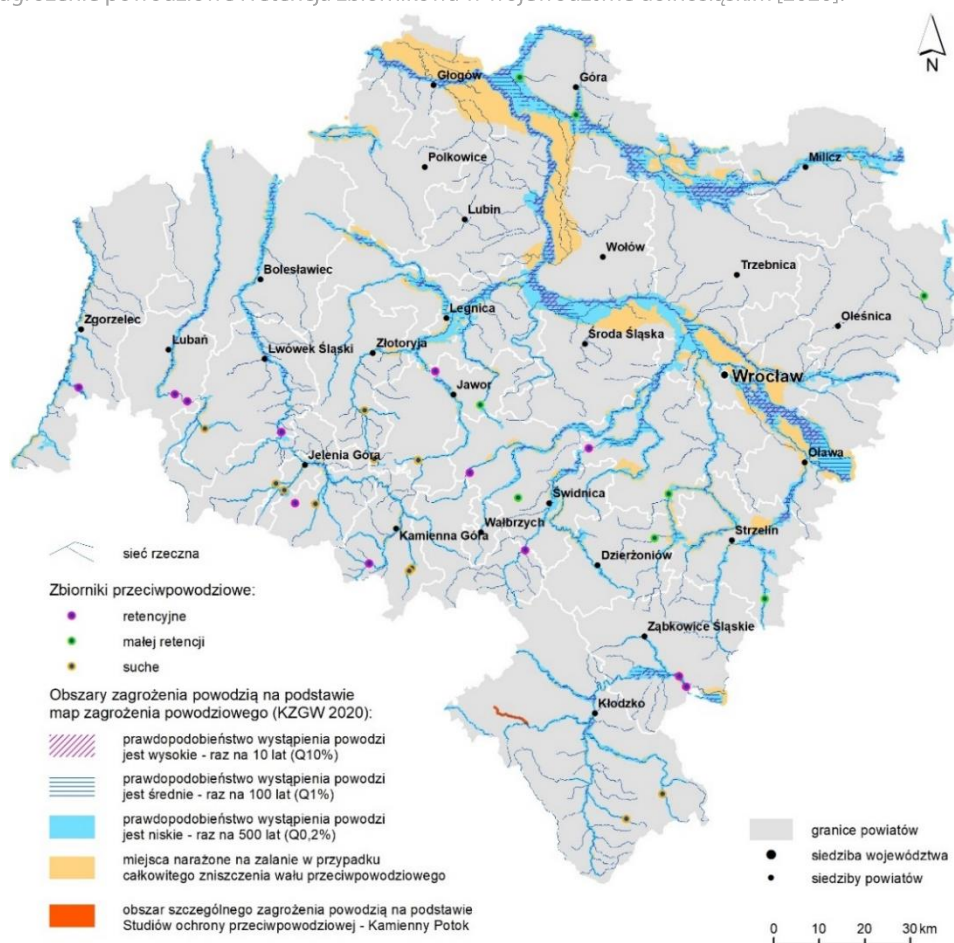 zagrożenie powodziowe i retencja zbiornikowa w województwie dolnośląskim [2020].
N
Głogów
Góra
Polkowice
Milicz
Lubin
Wołów
Bolesławiec
Trzebnica
Zgorzelec
Legnica
Oleśnica
Lubań
Lwówek Śląski
Złotoryja
Środa Śląska
Wrocław
Jawor
Jelenia Góra
Oława
Świdnica
Kamienna Góra
Wałbrzych
Strzelin
Dzierżoniów
Ząbkowice Śląskie
Kłodzko
sieć rzeczna
Zbiorniki przeciwpowodziowe:
retencyjne
małej retencji
suche
Obszary zagrożenia powodzią na podstawie
map zagrożenia powodziowego (KZGW 2020):
prawdopodobieństwo wystąpienia powodzi
jest wysokie - raz na 10 lat (Q10%)
prawdopodobieństwo wystąpienia powodzi
jest średnie - raz na 100 lat (Q1%)
prawdopodobieństwo wystąpienia powodzi
jest niskie - raz na 500 lat (Q0,2%)
miejsca narażone na zalanie w przypadku
całkowitego zniszczenia wału przeciwpowodziowego
obszar szczególnego zagrożenia powodzią na podstawie
Studiów ochrony przeciwpowodziowej - Kamienny Potok
granice powiatów
siedziba województwa
siedziby powiatów
0 10 20 30 km